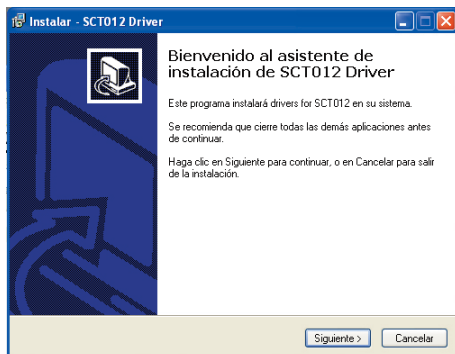 Instalar - SCT012 Driver
Bienvenido al asistente de
instalación de SCT012 Driver
Este programa instalará drivers for SCT012 en su sistema.
Se recomienda que cierre todas las demás aplicaciones antes
de continuar.
Haga clic en Siguiente para continuar, o en Cancelar para salir
de la instalación.
Siguiente >
Cancelar